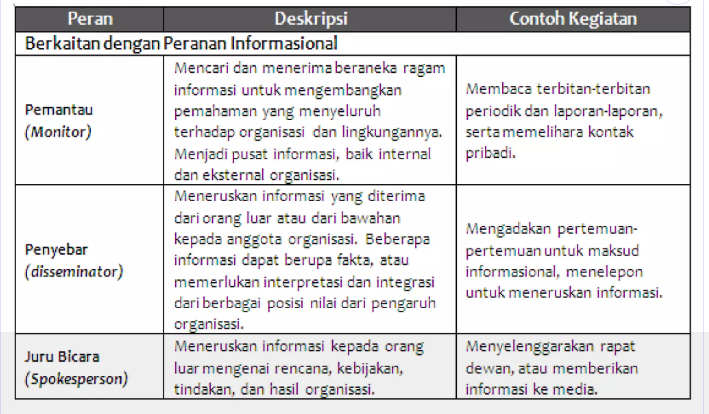 Peran Deskripsi Contoh Kegiatan
Berkaitan dengan Peranan Informasional
Pemantau
(Monitor)
Mencari dan menerima beraneka ragam
informasi untuk mengembangkan
pemahaman yang menyeluruh
terhadap organisasi dan lingkungannya.
Menjadi pusat informasi, baik internal
dan eksternal organisasi.
Membaca terbitan-terbitan
periodik dan laporan-laporan,
serta memelihara kontak
pribadi.
Penyebar
(disseminator)
Meneruskan informasi yang diterima
dari orang luar atau dari bawahan
kepada anggota organisasi. Beberapa
informasi dapat berupa fakta, atau
memerlukan interpretasi dan integrasi
dari berbagai posisi nilai dari pengaruh
organisasi.
Mengadakan pertemuan-
pertemuan untuk maksud
informasional, menelepon
untuk meneruskan informasi.
Juru Bicara
(Spokesperson)
Meneruskan informasi kepada orang
luar mengenai rencana, kebijakan,
tindakan, dan hasil organisasi.
Menyelenggarakan rapat
dewan, atau memberikan
informasi ke media.